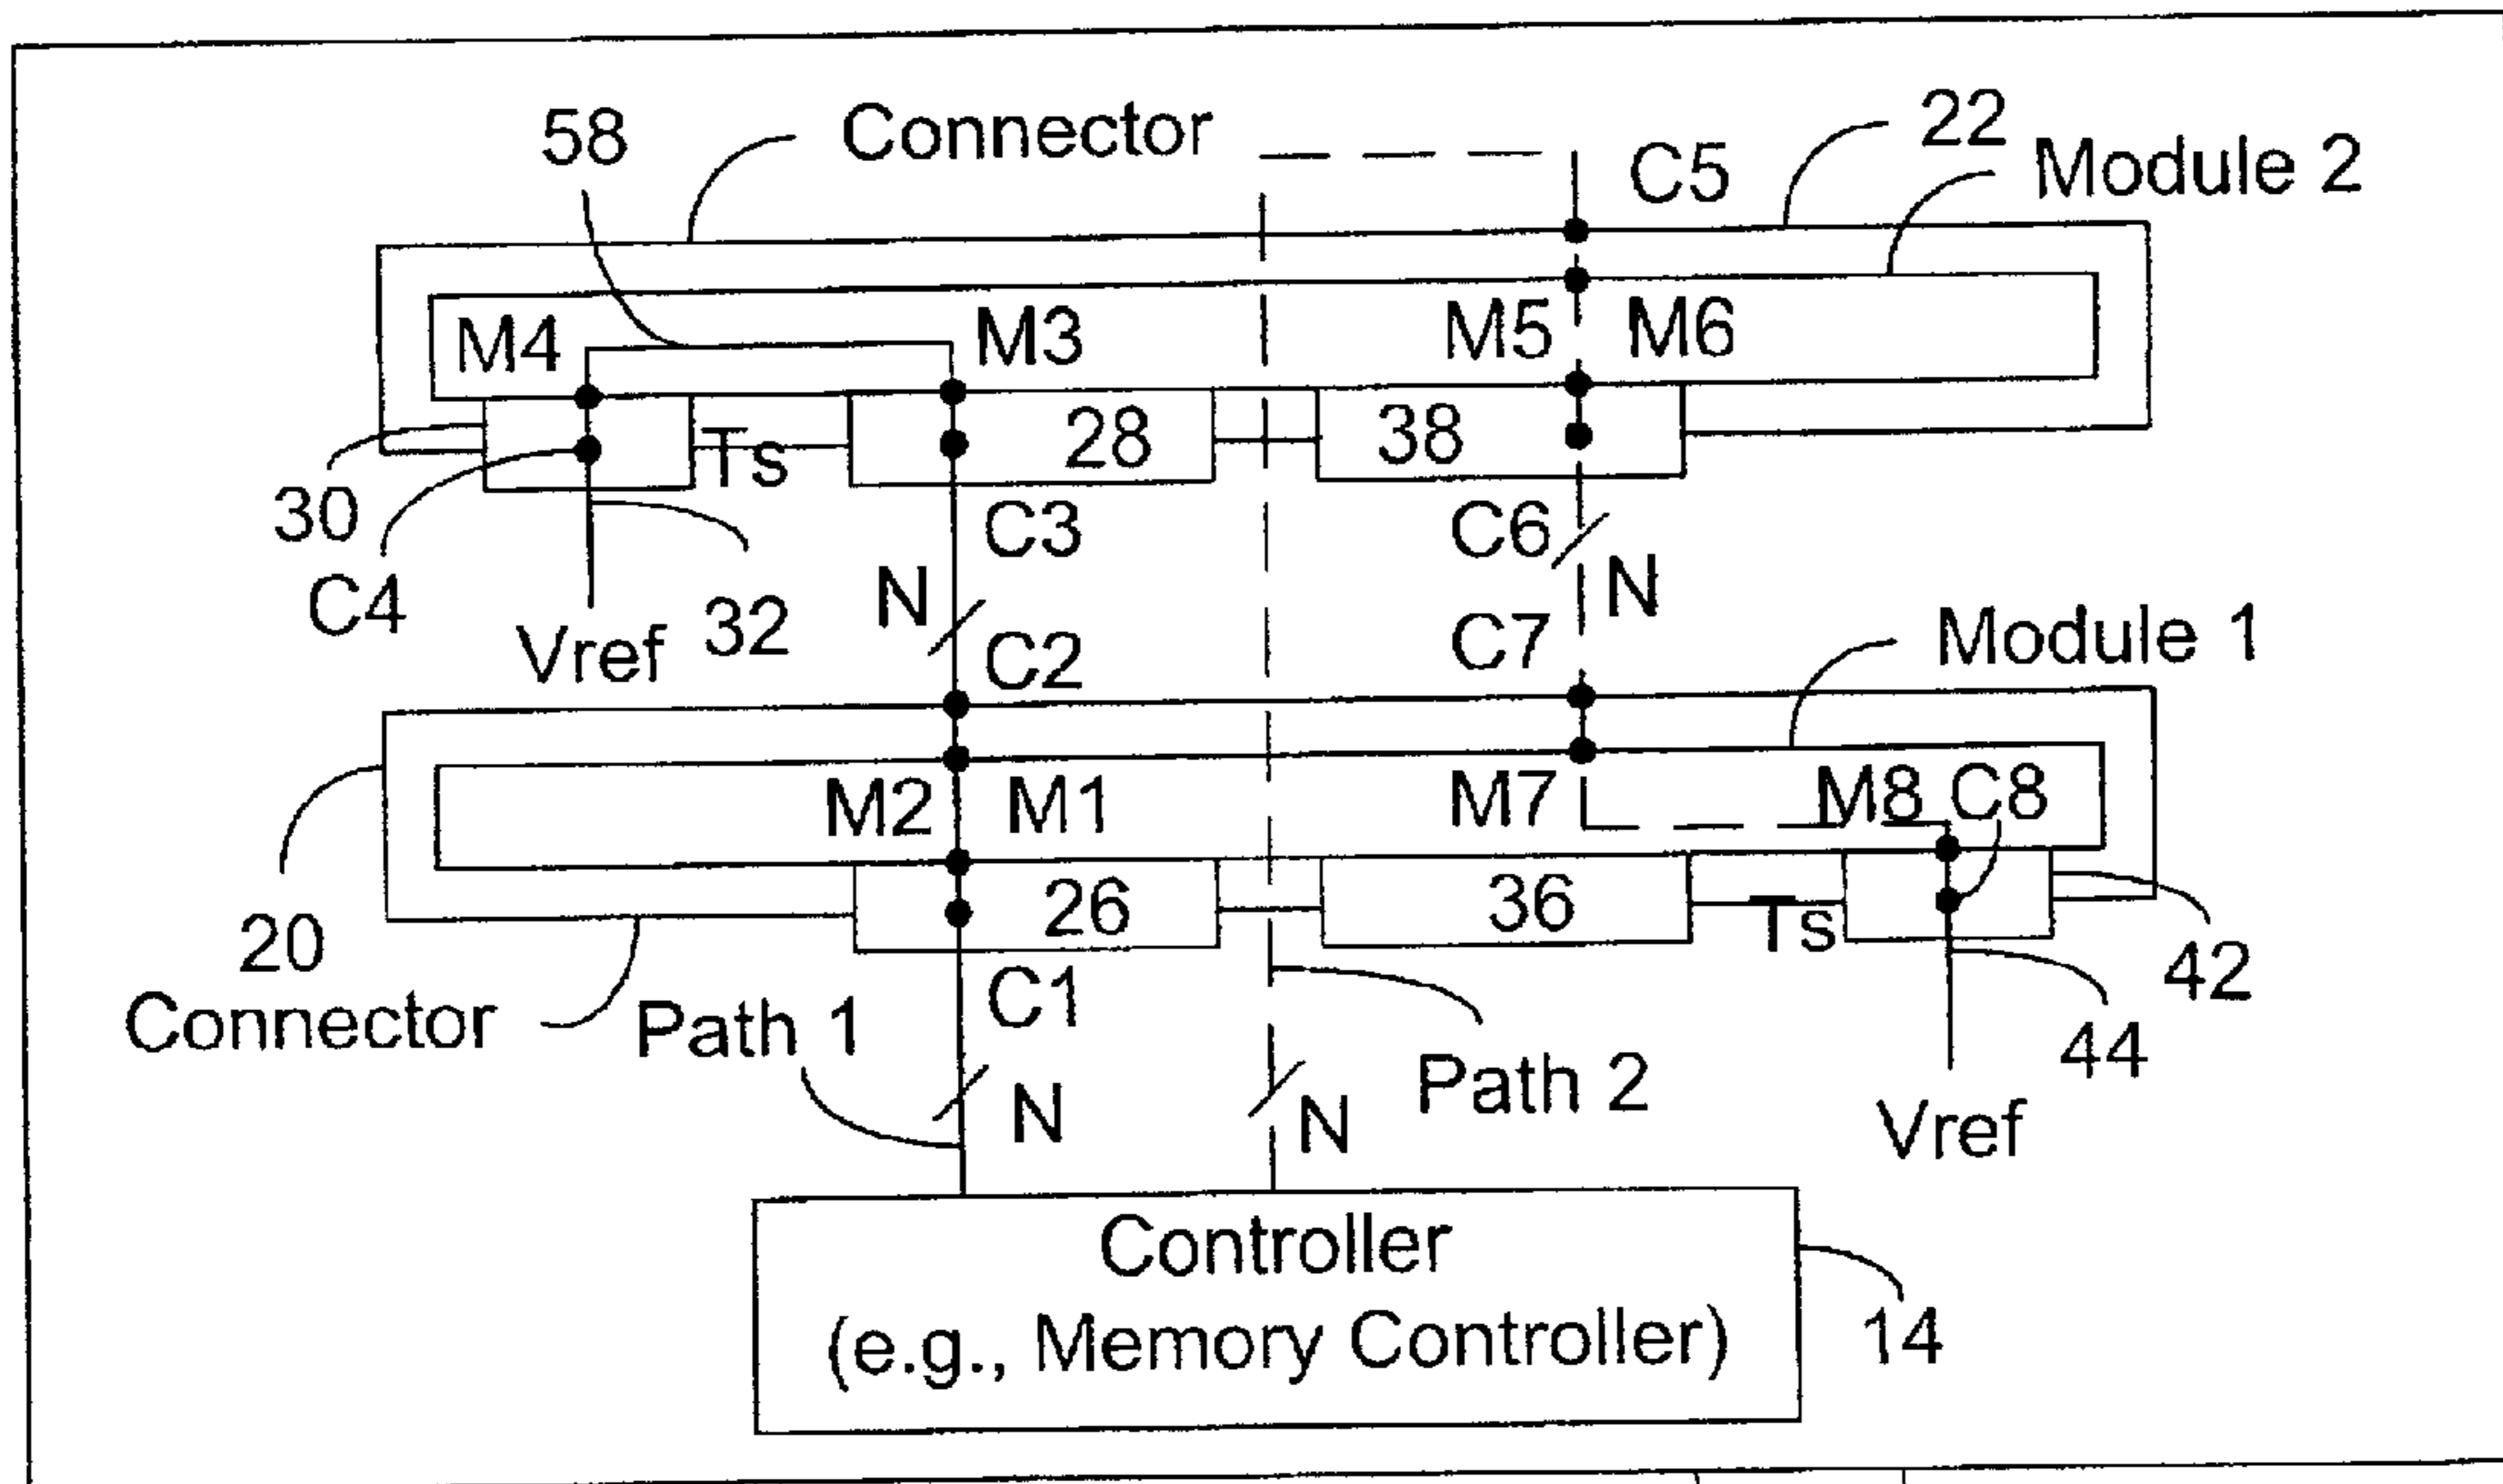 58
Connector
C5
22
Module 2
M4
M3
M5
M6
Ts
28
38
30
C3
C6
C4
N
N
Vref
32
C2
C7
Module 1
M2
M1
M7
M8
C8
26
36
Ts
20
42
Connector
Path 1
C1
44
N
N
Path 2
Vref
Controller
(e.g., Memory Controller)
14